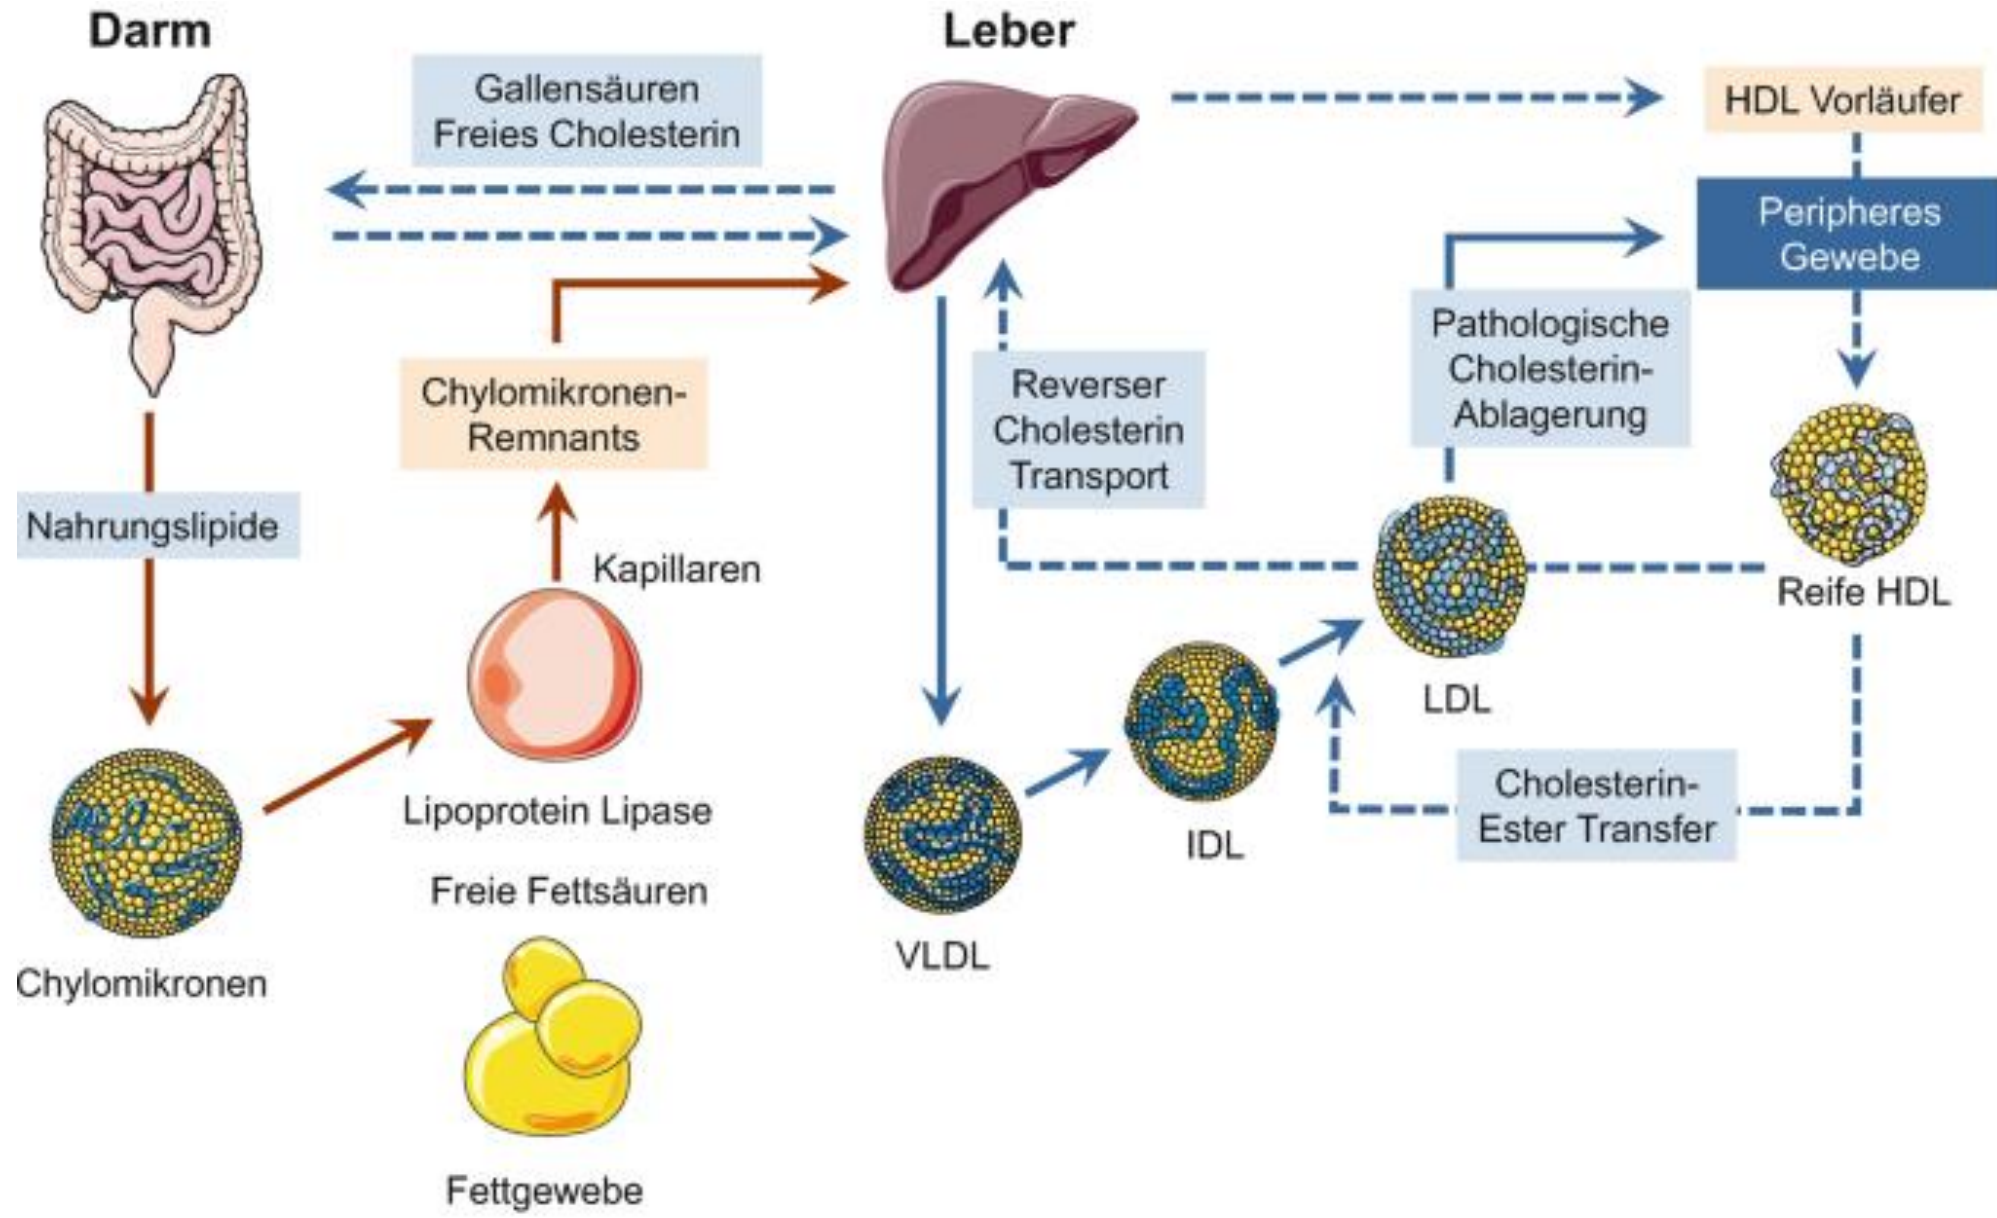 Darm
Leber
Gallensäuren
Freies Cholesterin
HDL Vorläufer
Peripheres
Gewebe
Pathologische
Cholesterin-
Ablagerung
Reverser
Cholesterin
Transport
Chylomikronen-
Remnants
Nahrungslipide
Kapillaren
Reife HDL
LDL
Cholesterin-
Ester Transfer
Lipoprotein Lipase
IDL
Freie Fettsäuren
VLDL
Chylomikronen
Fettgewebe